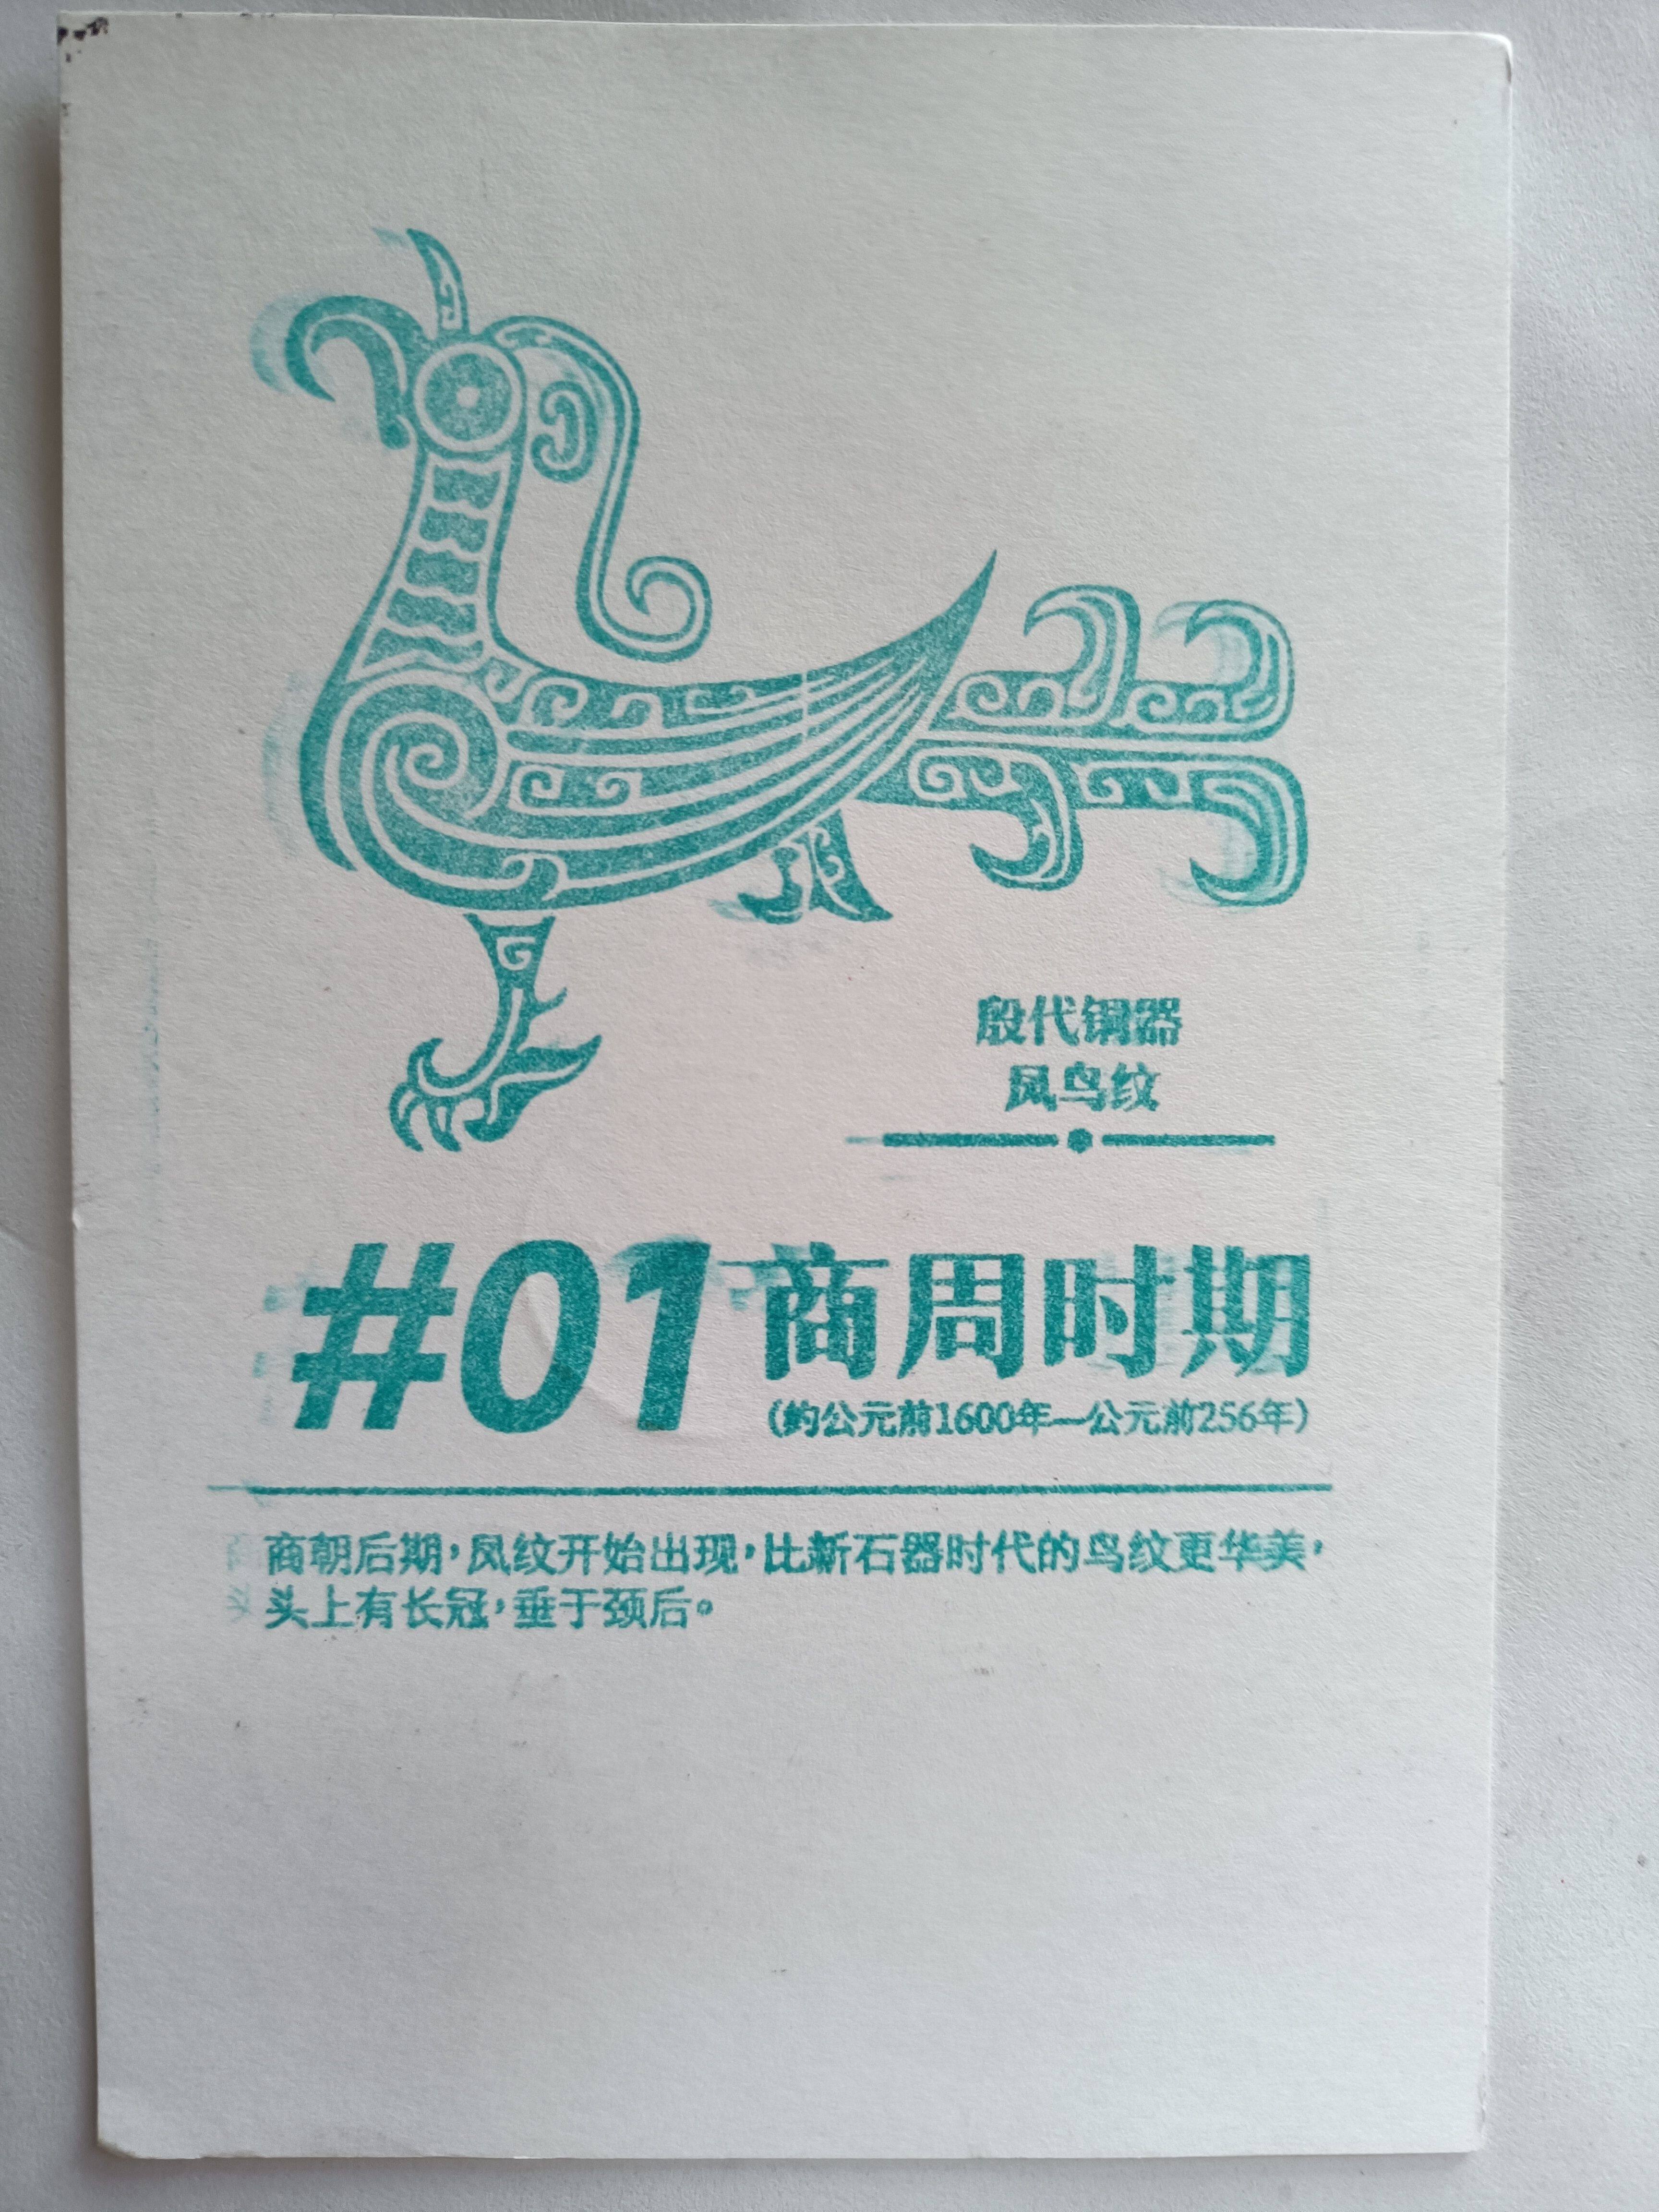 殷代铜器
凤鸟纹
#01 商周时期
(约公元前1600年—公元前256年)
商朝后期，凤纹开始出现，比新石器时代的鸟纹更华美，
头上有长冠，垂于颈后。